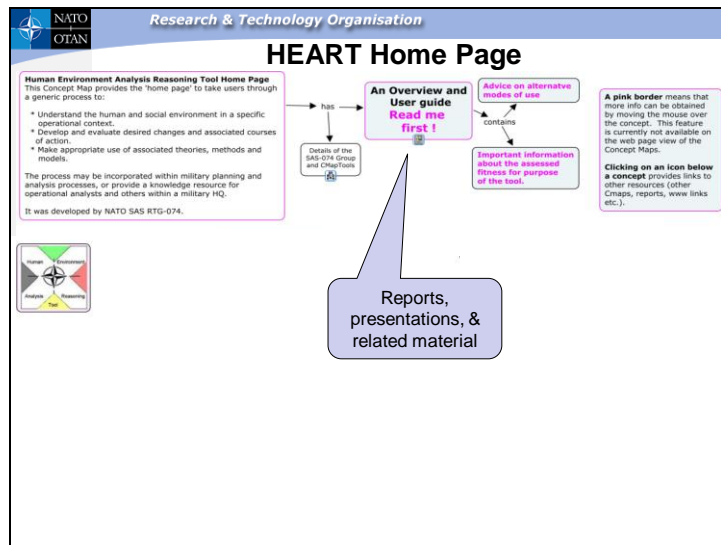 NATO
OTAN
Research & Technology Organisation
HEART Home Page
Human Environment Analysis Reasoning Tool Home Page
This Concept Map provides the 'home page' to take users through
a generic process to:
* Understand the human and social environment in a specific
operational context.
* Develop and evaluate desired changes and associated courses
of action.
* Make appropriate use of associated theories, methods and
models.
The process may be incorporated within military planning and
analysis processes, or provide a knowledge resource for
operational analysts and others within a military HQ.
It was developed by NATO SAS RTG-074.
has
Details of the
SAS-074 Group
and CMapTools
An Overview and
User guide
Read me
first !
contains
Advice on alternatve
modes of use
Important information
about the assessed
fitness for purpose
of the tool.
A pink border means that
more info can be obtained
by moving the mouse over
the concept. This feature
is currently not available on
the web page view of the
Concept Maps.
Clicking on an icon below
a concept provides links to
other resources (other
Cmaps, reports, www links
etc.).
Human
Environment
Analysis
Reasoning
Tool
Reports,
presentations, &
related material